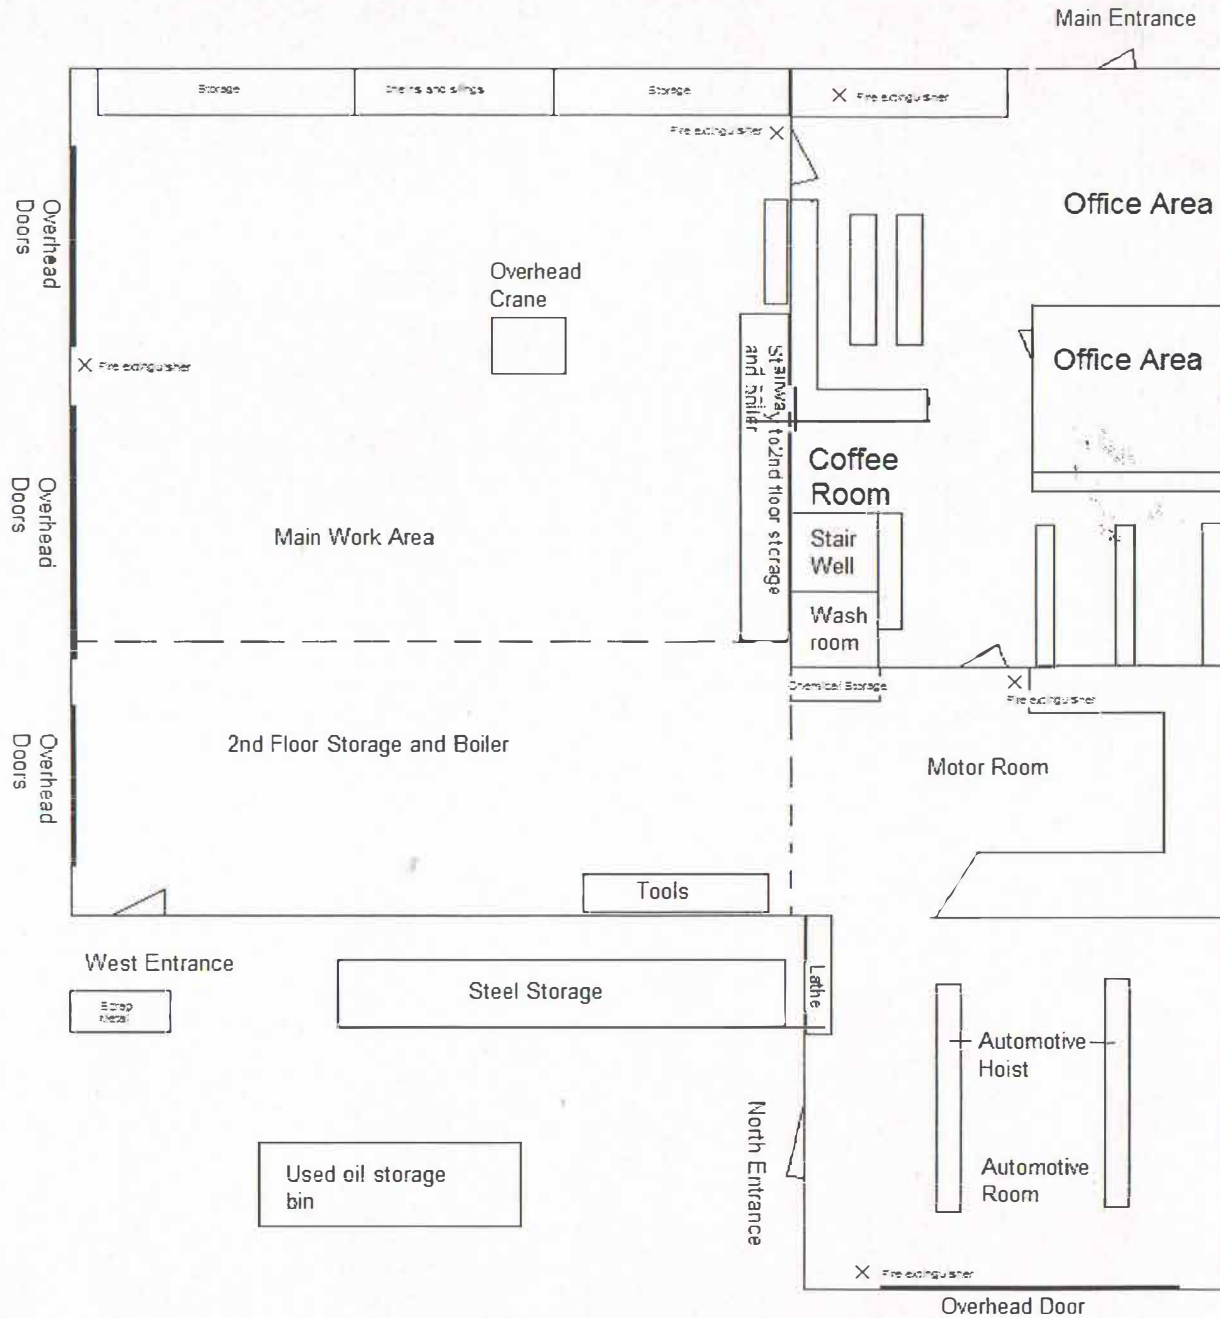 Main Entrance
Storage
Chains and slings
Storage
Fire extinguisher
Fire extinguisher
Overhead
Doors
Office Area
Overhead
Crane
Fire extinguisher
Office Area
Stairway to 2nd floor storage
and boiler
Coffee
Room
Overhead
Doors
Main Work Area
Stair
Well
Wash
room
Chemical Storage
Fire extinguisher
Overhead
Doors
2nd Floor Storage and Boiler
Motor Room
Tools
West Entrance
Scrap
Metal
Steel Storage
Lathe
Automotive
Hoist
North Entrance
Used oil storage
bin
Automotive
Room
Fire extinguisher
Overhead Door